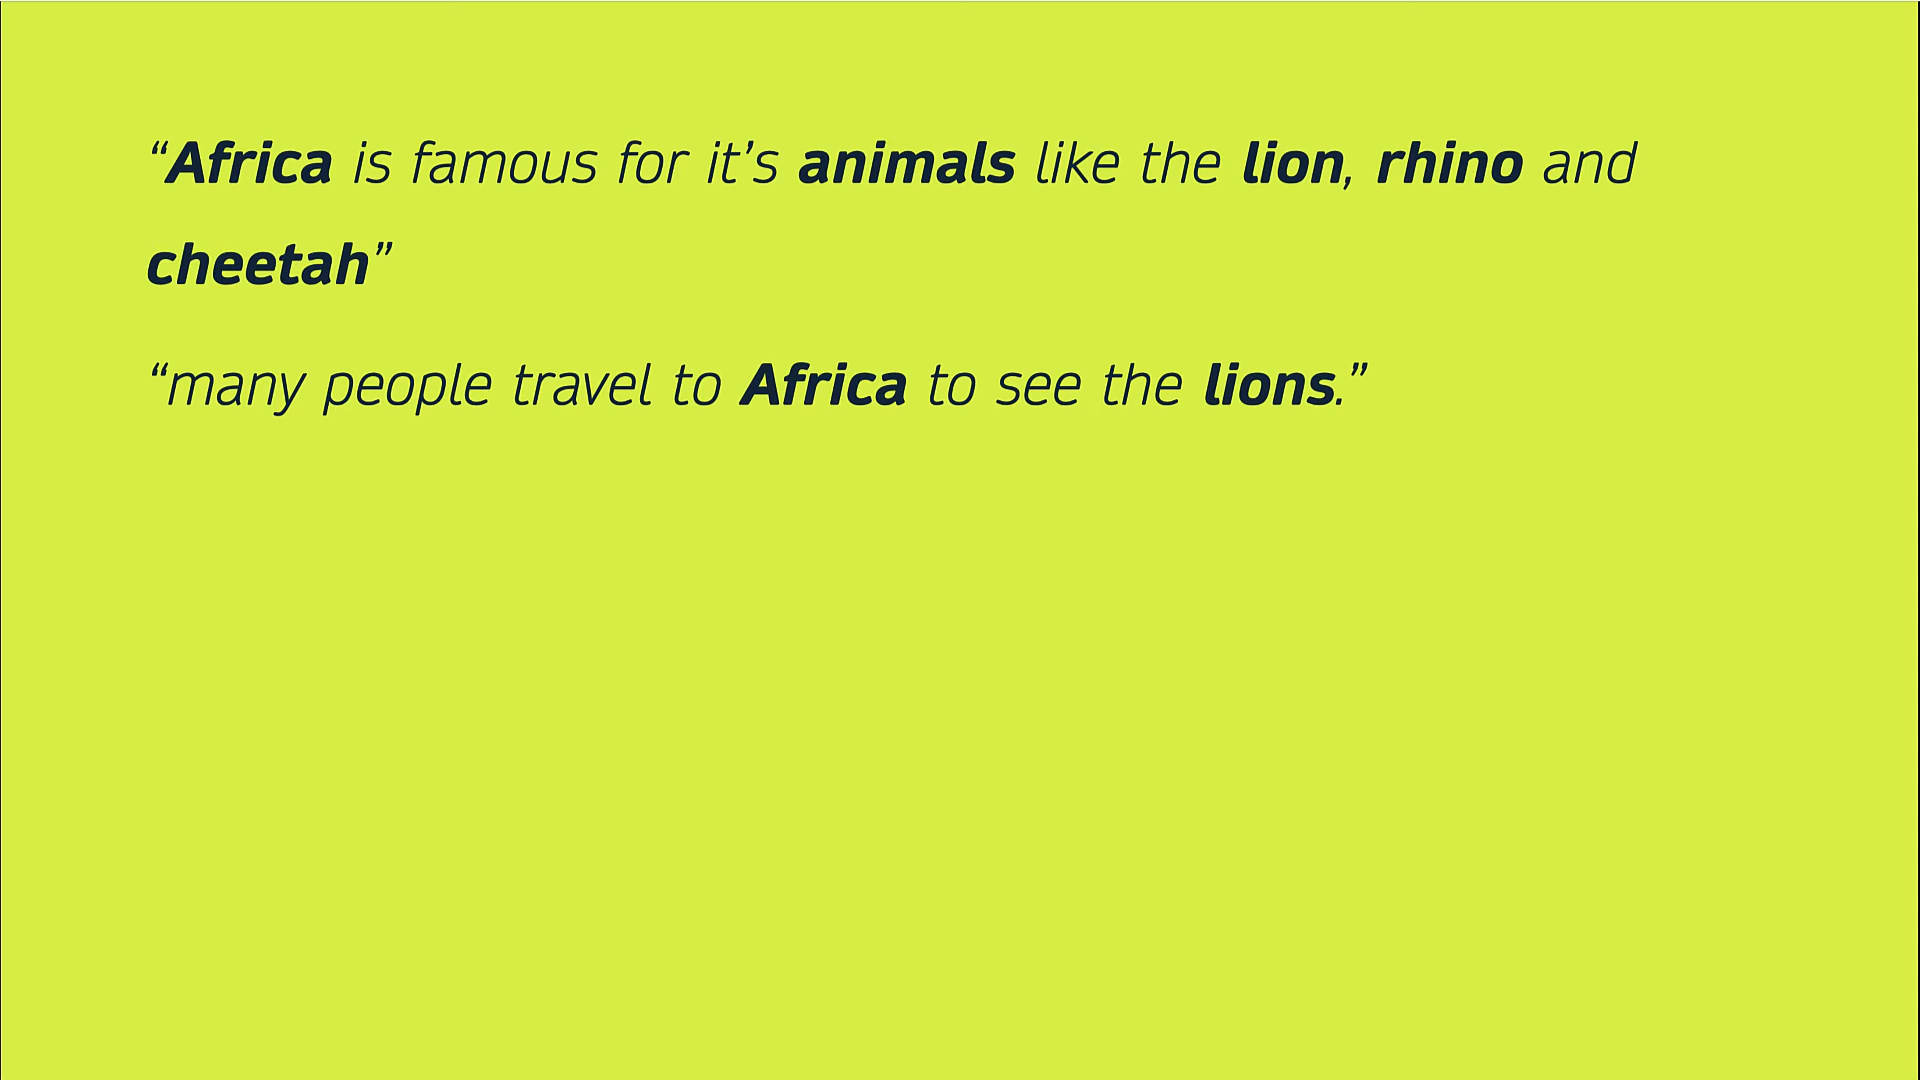 “Africa is famous for it’s animals like the lion, rhino and
cheetah”
“many people travel to Africa to see the lions.”